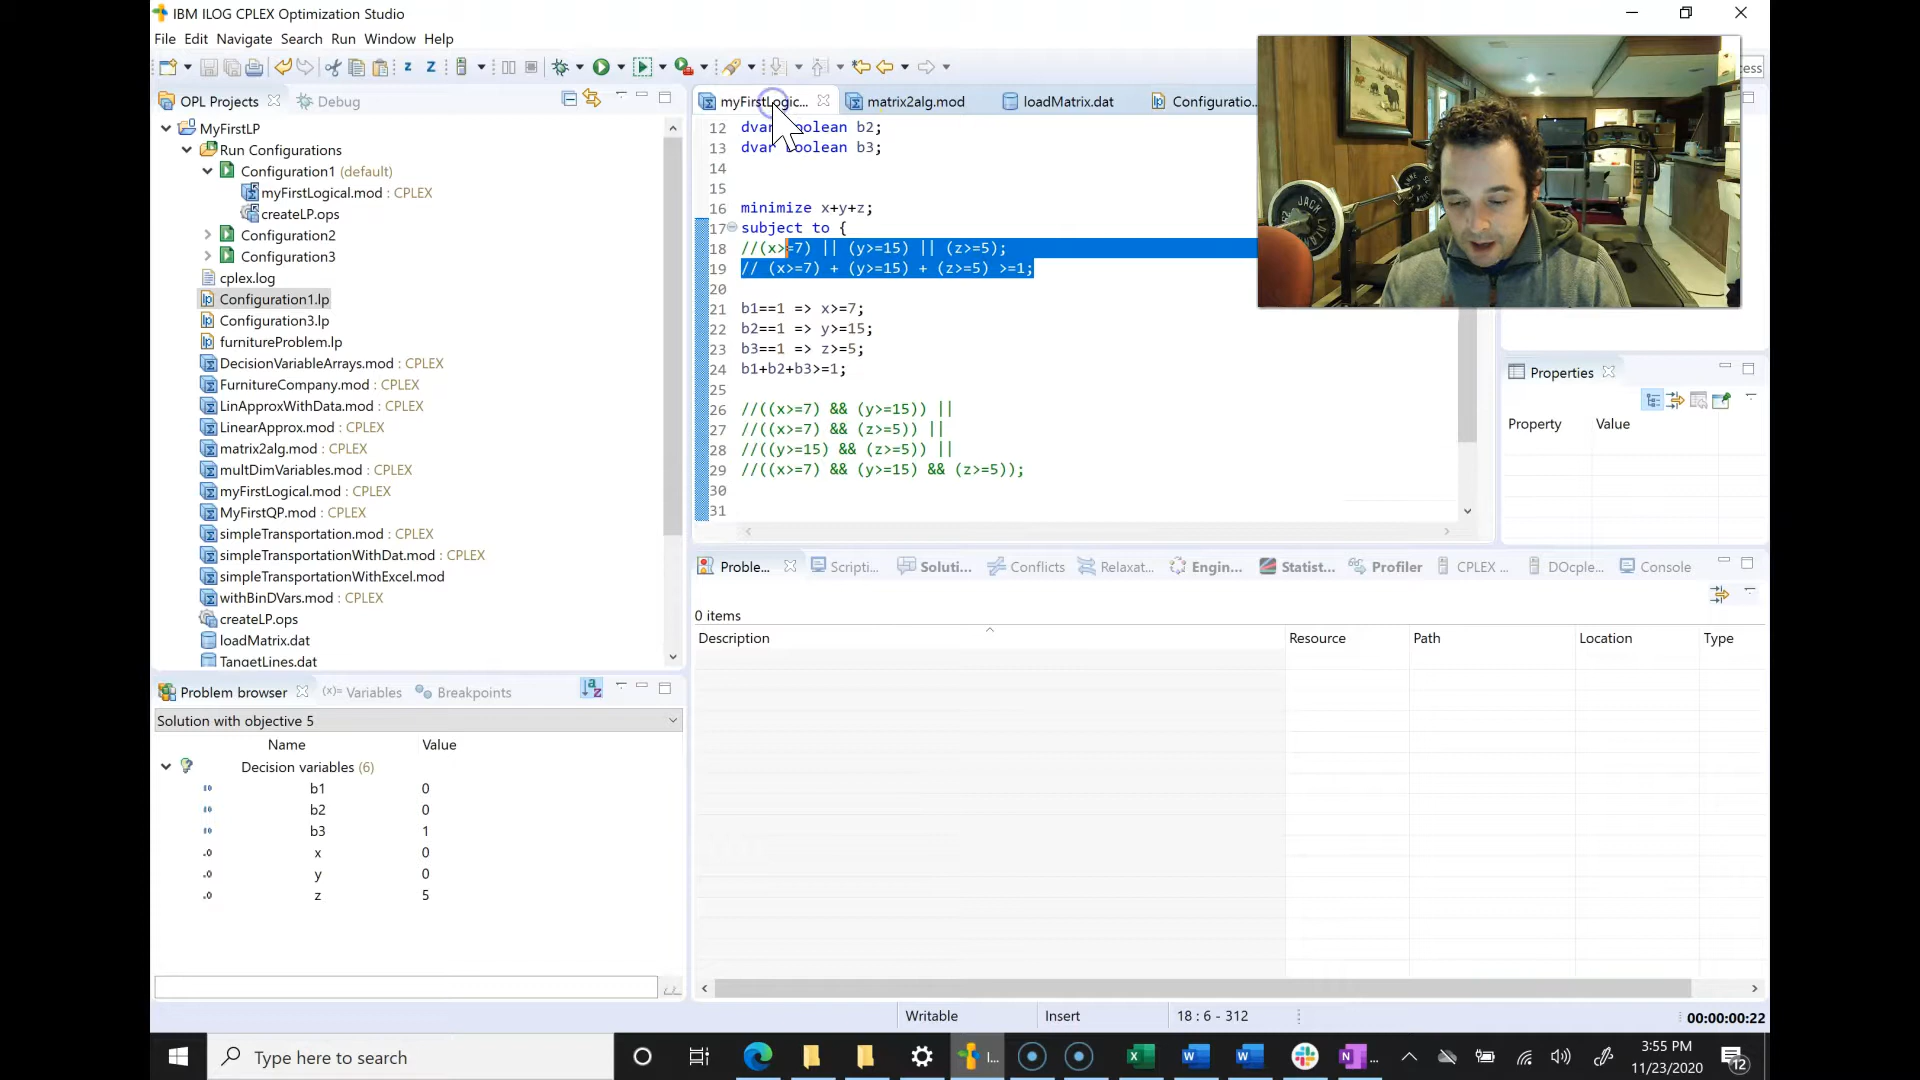 IBM ILOG CPLEX Optimization Studio
File Edit Navigate Search Run Window Help
OPL Projects
Debug
MyFirstLP
Run Configurations
Configuration1 (default)
myFirstLogical.mod : CPLEX
createLP.ops
Configuration2
Configuration3
cplex.log
Configuration1.lp
Configuration3.lp
furnitureProblem.lp
DecisionVariableArrays.mod : CPLEX
FurnitureCompany.mod : CPLEX
LinApproxWithData.mod : CPLEX
LinearApprox.mod : CPLEX
matrix2alg.mod : CPLEX
multDimVariables.mod : CPLEX
myFirstLogical.mod : CPLEX
MyFirstQP.mod : CPLEX
simpleTransportation.mod : CPLEX
simpleTransportationWithDat.mod : CPLEX
simpleTransportationWithExcel.mod
withBinDVars.mod : CPLEX
createLP.ops
loadMatrix.dat
TangetLines.dat
myFirstLogic... matrix2alg.mod loadMatrix.dat Configuratio...
12 dvar boolean b2;
13 dvar boolean b3;
14
15
16 minimize x+y+z;
17 subject to {
18 //(x>=7) || (y>=15) || (z>=5);
19 // (x>=7) + (y>=15) + (z>=5) >=1;
20
21 b1==1 => x>=7;
22 b2==1 => y>=15;
23 b3==1 => z>=5;
24 b1+b2+b3>=1;
25
26 //((x>=7) && (y>=15)) ||
27 //((x>=7) && (z>=5)) ||
28 //((y>=15) && (z>=5)) ||
29 //((x>=7) && (y>=15) && (z>=5));
30
31
JACK
cess
Properties
Property Value
Proble... Scripti... Soluti... Conflicts Relaxat... Engin... Statist... Profiler CPLEX ... DOcple... Console
0 items
Description Resource Path Location Type
Problem browser (x)= Variables Breakpoints
Solution with objective 5
Name Value
Decision variables (6)
b1 0
b2 0
b3 1
x 0
y 0
z 5
Writable Insert 18 : 6 - 312 00:00:00:22
Type here to search
I...
3:55 PM
11/23/2020
12